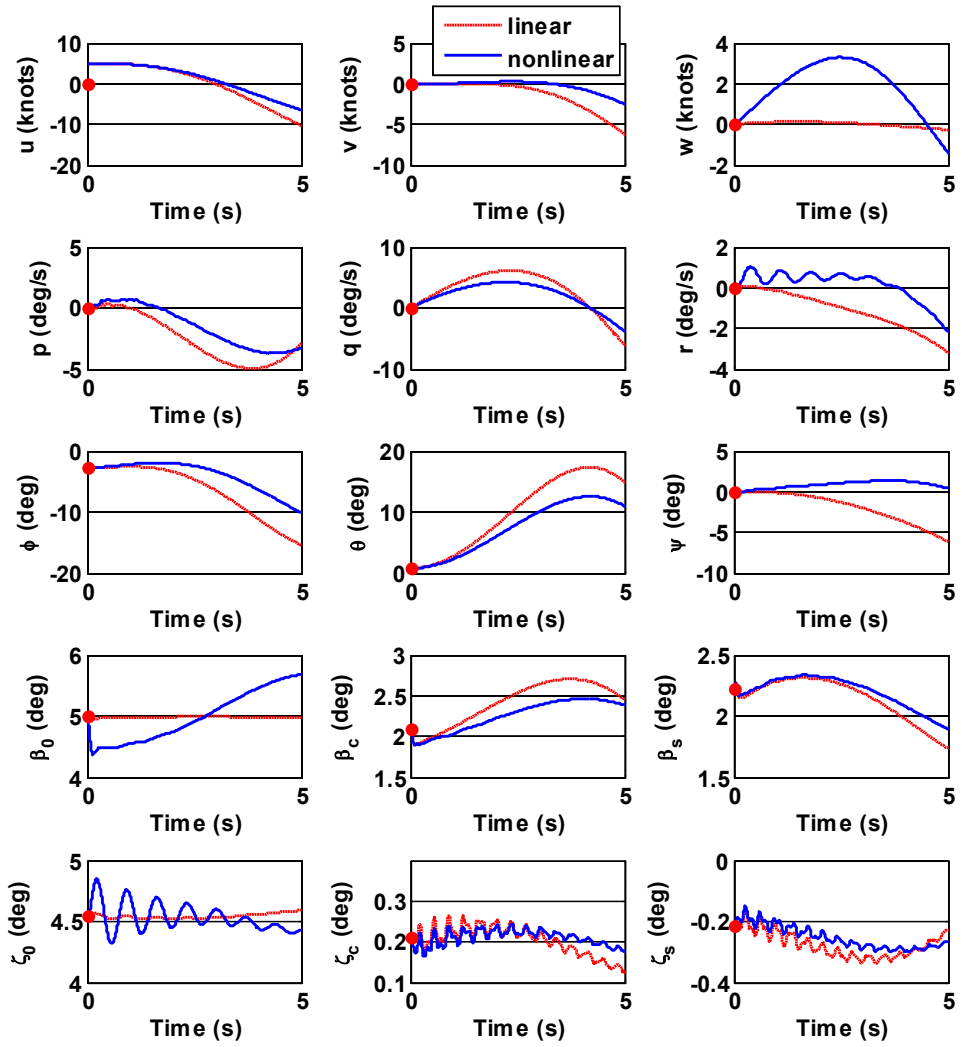 linear
nonlinear
10
0
-10
-20
u (knots)
0
5
Time (s)
5
0
-5
-10
v (knots)
0
5
Time (s)
4
2
0
-2
w (knots)
0
5
Time (s)
5
0
-5
p (deg/s)
0
5
Time (s)
10
0
-10
q (deg/s)
0
5
Time (s)
2
0
-2
-4
r (deg/s)
0
5
Time (s)
0
-10
-20
ϕ (deg)
0
5
Time (s)
20
10
0
θ (deg)
0
5
Time (s)
5
0
-5
-10
ψ (deg)
0
5
Time (s)
6
5
4
β0 (deg)
0
5
Time (s)
3
2.5
2
1.5
βc (deg)
0
5
Time (s)
2.5
2
1.5
βs (deg)
0
5
Time (s)
5
4.5
4
ζ0 (deg)
0
5
Time (s)
0.3
0.2
0.1
ζc (deg)
0
5
Time (s)
0
-0.2
-0.4
ζs (deg)
0
5
Time (s)